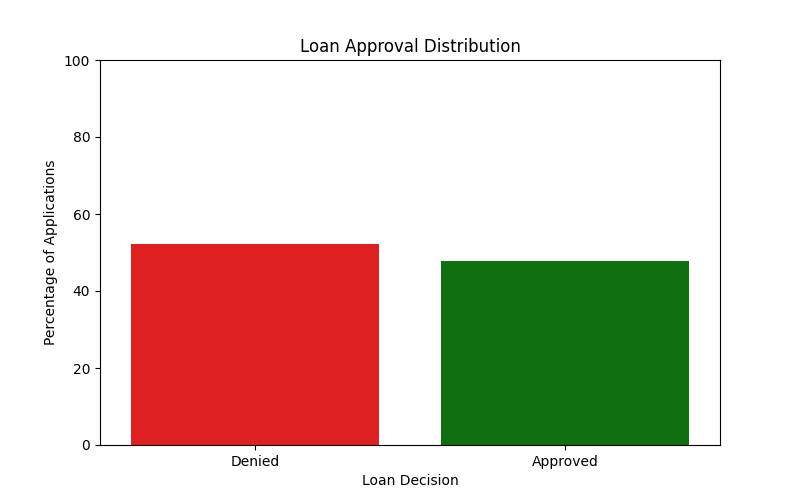 Loan Approval Distribution
Percentage of Applications
100
80
60
40
20
0
Denied
Approved
Loan Decision